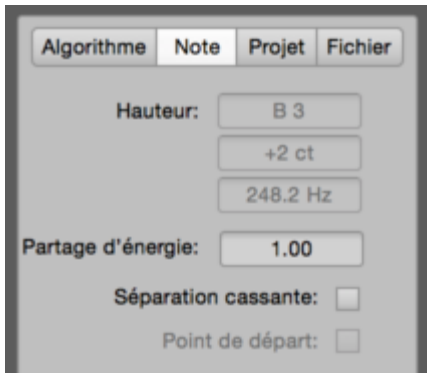 Algorithme Note Projet Fichier
Hauteur: B 3
+2 ct
248.2 Hz
Partage d'énergie: 1.00
Séparation cassante:
Point de départ: